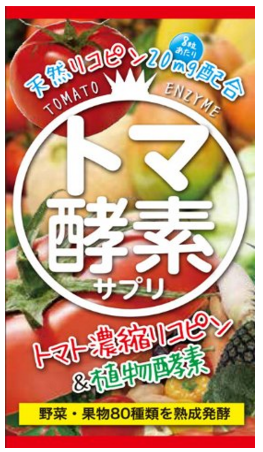 天然リコピン20mg配合
8粒あたり
TOMATO ENZYME
トマ
酵素
サプリ
トマト濃縮リコピン
&植物酵素
野菜・果物80種類を熟成発酵